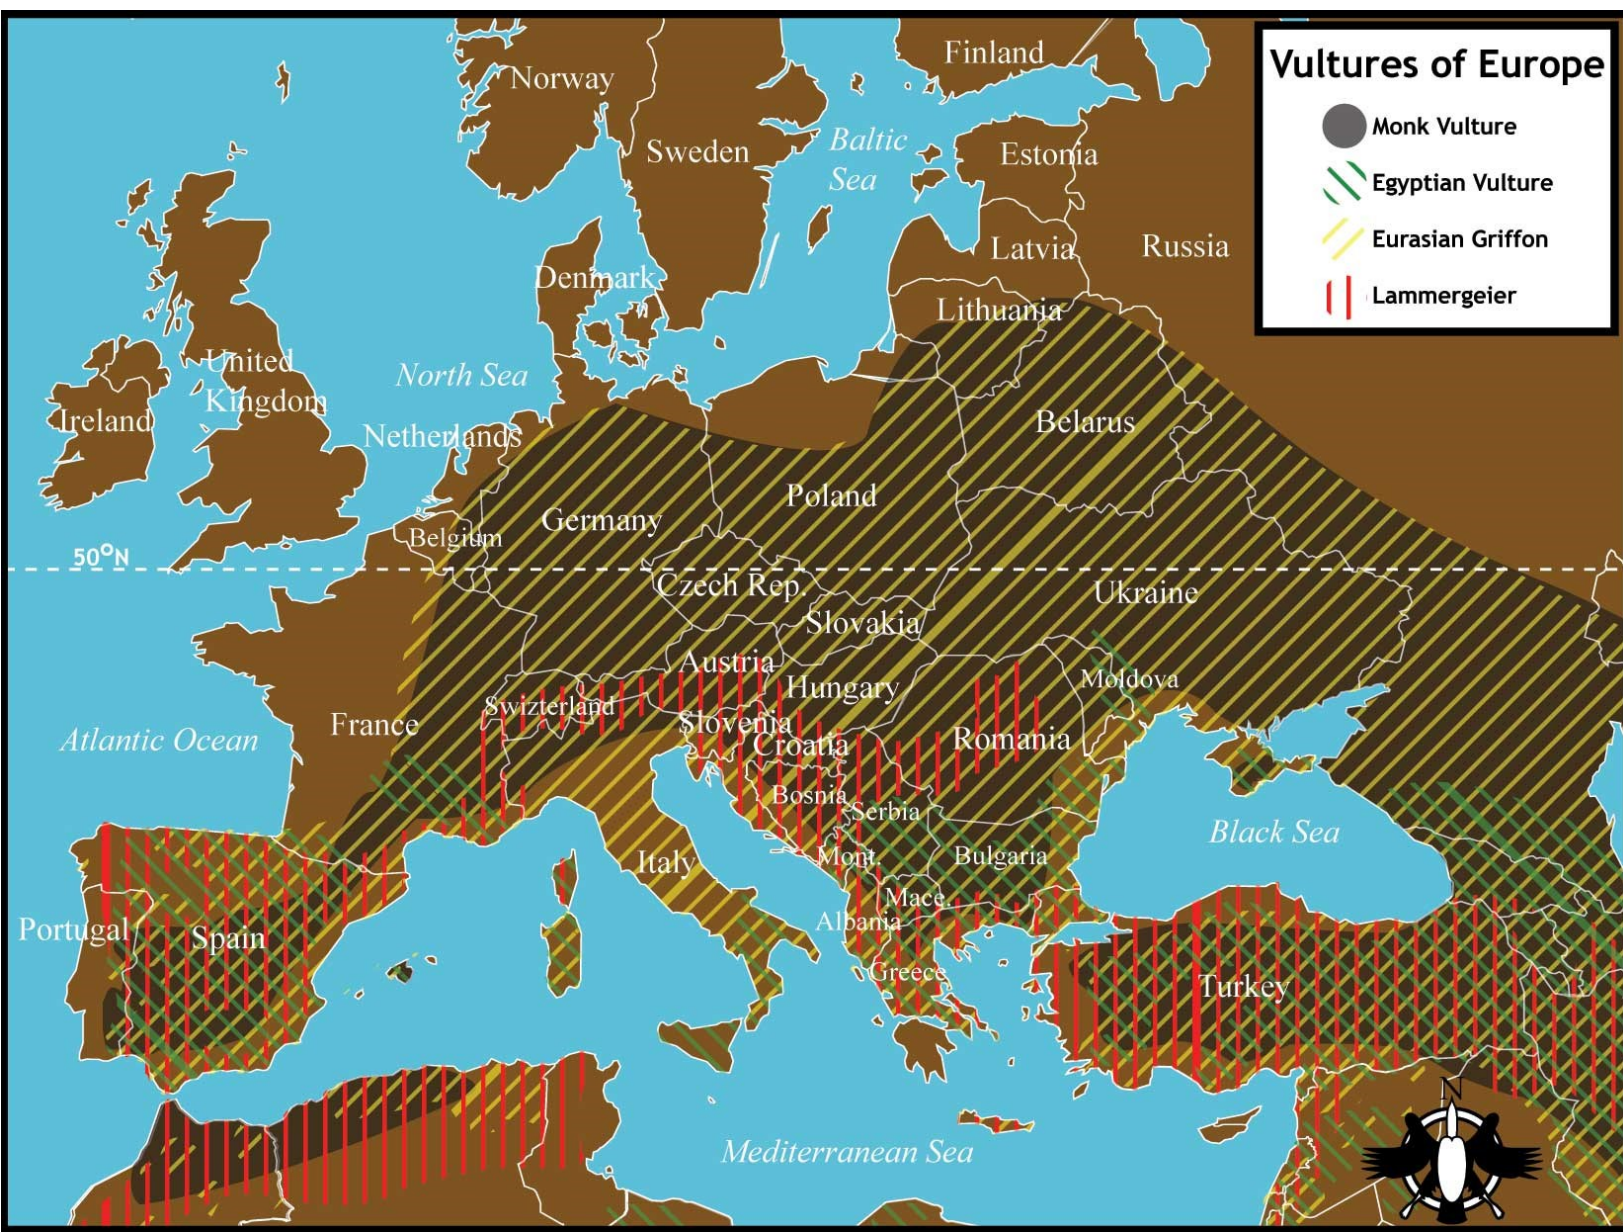 Vultures of Europe
Monk Vulture
Egyptian Vulture
Eurasian Griffon
Lammergeier
Finland
Norway
Sweden
Baltic
Sea
Estonia
Latvia
Russia
Denmark
Lithuania
United
Kingdom
Ireland
North Sea
Netherlands
Belarus
Poland
Germany
Belgium
50°N
Czech Rep.
Ukraine
Slovakia
Austria
Hungary
Moldova
Swizterland
France
Slovenia
Croatia
Romania
Atlantic Ocean
Bosnia
Serbia
Black Sea
Italy
Mont.
Bulgaria
Mace.
Albania
Portugal
Spain
Greece
Turkey
Mediterranean Sea
N